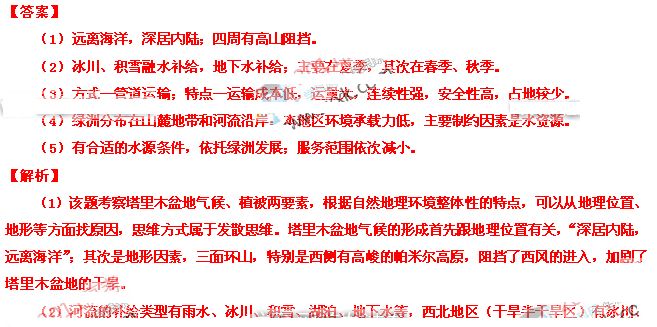 【答案】
（1）远离海洋，深居内陆；四周有高山阻挡。
（2）冰川、积雪融水补给，地下水补给；主要在夏季，其次在春季、秋季。
（3）方式—管道运输；特点—运输成本低，运量大，连续性强，安全性高，占地较少。
（4）绿洲分布在山麓地带和河流沿岸。本地区环境承载力低，主要制约因素是水资源。
（5）有合适的水源条件，依托绿洲发展；服务范围依次减小。
【解析】
（1）该题考察塔里木盆地气候、植被两要素，根据自然地理环境整体性的特点，可以从地理位置、
地形等方面找原因，思维方式属于发散思维。塔里木盆地气候的形成首先跟地理位置有关，“深居内陆，
远离海洋”；其次是地形因素，三面环山，特别是西侧有高峻的帕米尔高原，阻挡了西风的进入，加剧了
塔里木盆地的干旱。
（2）河流的补给类型有雨水、冰川、积雪、湖泊、地下水等，西北地区（干旱半干旱区）有冰川